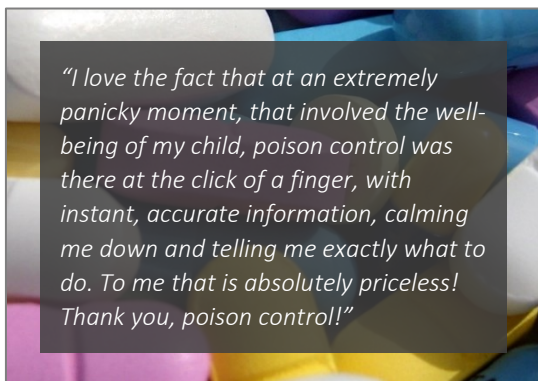 “I love the fact that at an extremely
panicky moment, that involved the well-
being of my child, poison control was
there at the click of a finger, with
instant, accurate information, calming
me down and telling me exactly what to
do. To me that is absolutely priceless!
Thank you, poison control!”